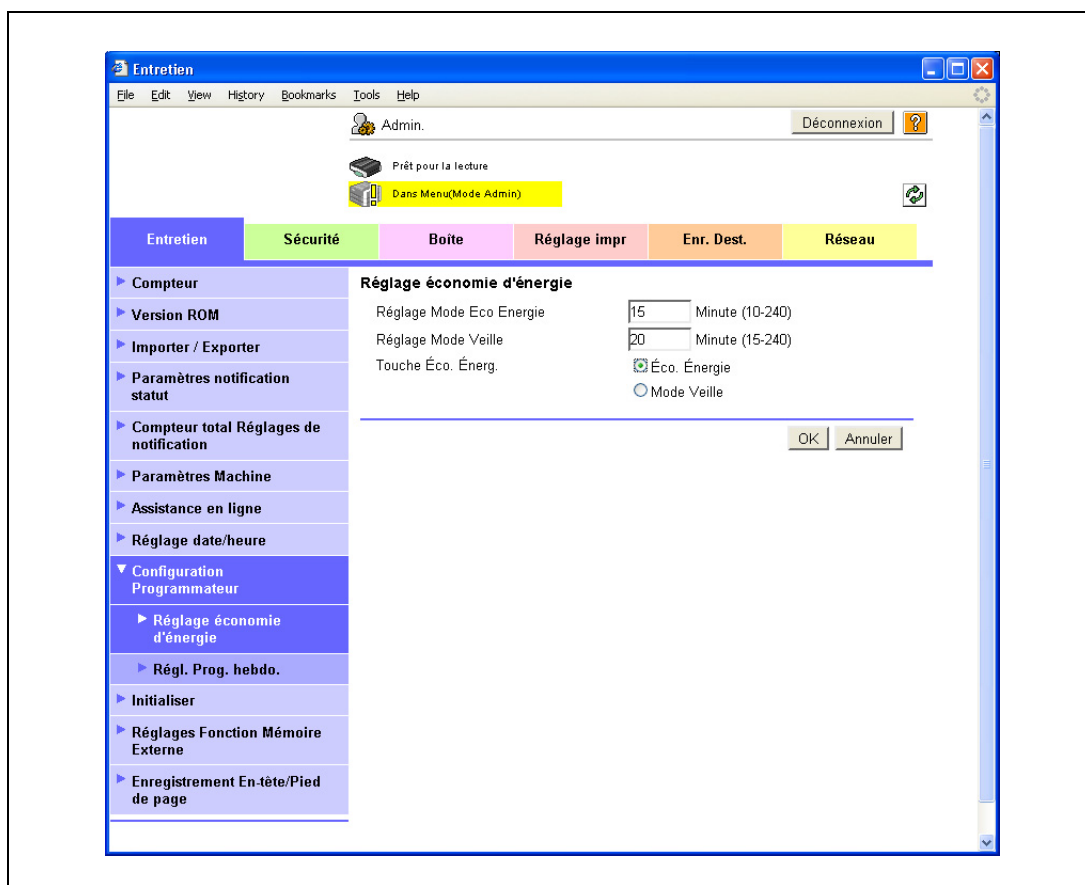 Entretien
File Edit View History Bookmarks Tools Help
Admin.
Déconnexion
?
Prêt pour la lecture
Dans Menu(Mode Admin)
Entretien Sécurité Boîte Réglage impr Enr. Dest. Réseau
Compteur
Version ROM
Importer / Exporter
Paramètres notification
statut
Compteur total Réglages de
notification
Paramètres Machine
Assistance en ligne
Réglage date/heure
Configuration
Programmateur
Réglage économie
d'énergie
Régl. Prog. hebdo.
Initialiser
Réglages Fonction Mémoire
Externe
Enregistrement En-tête/Pied
de page
Réglage économie d'énergie
Réglage Mode Eco Energie 15 Minute (10-240)
Réglage Mode Veille 20 Minute (15-240)
Touche Éco. Énerg. Éco. Énergie
Mode Veille
OK Annuler